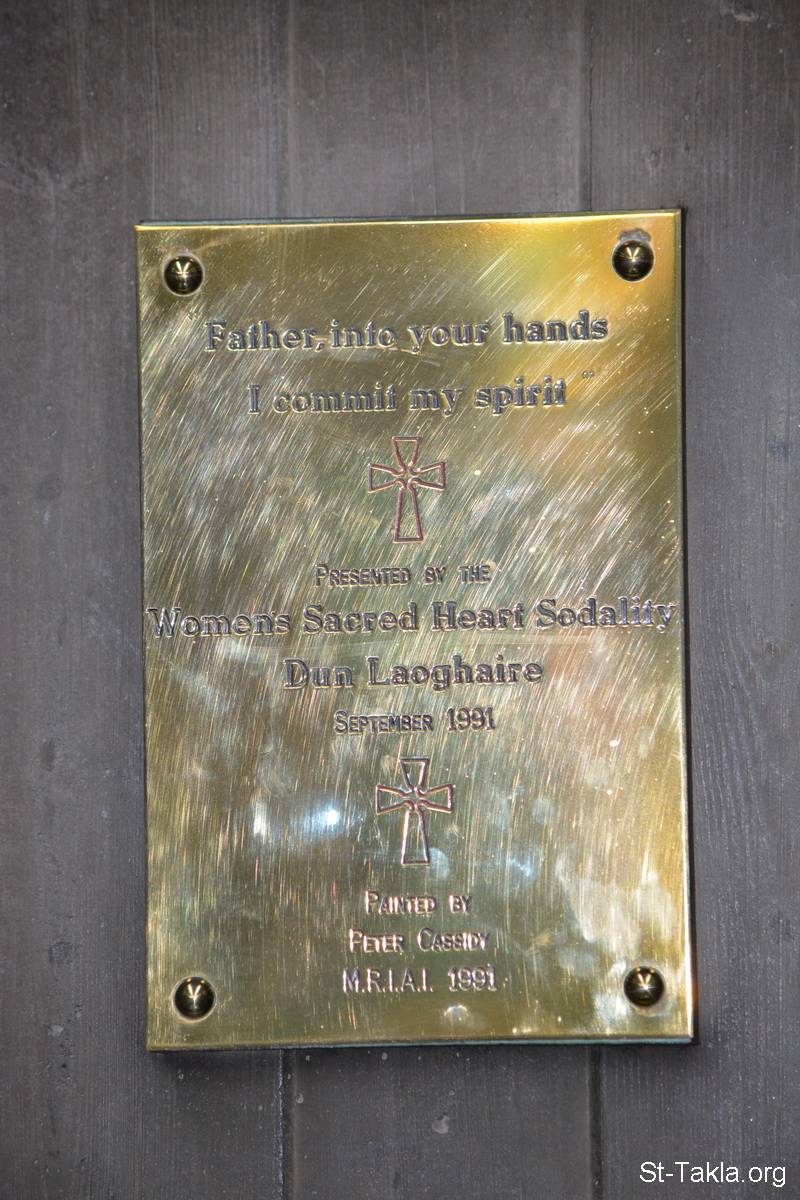 Father, into your hands
I commit my spirit "
PRESENTED BY THE
Womens Sacred Heart Sodality
Dun Laoghaire
SEPTEMBER 1991
PAINTED BY
PETER CASSIDY
M.R.I.A.I. 1991
St-Takla.org